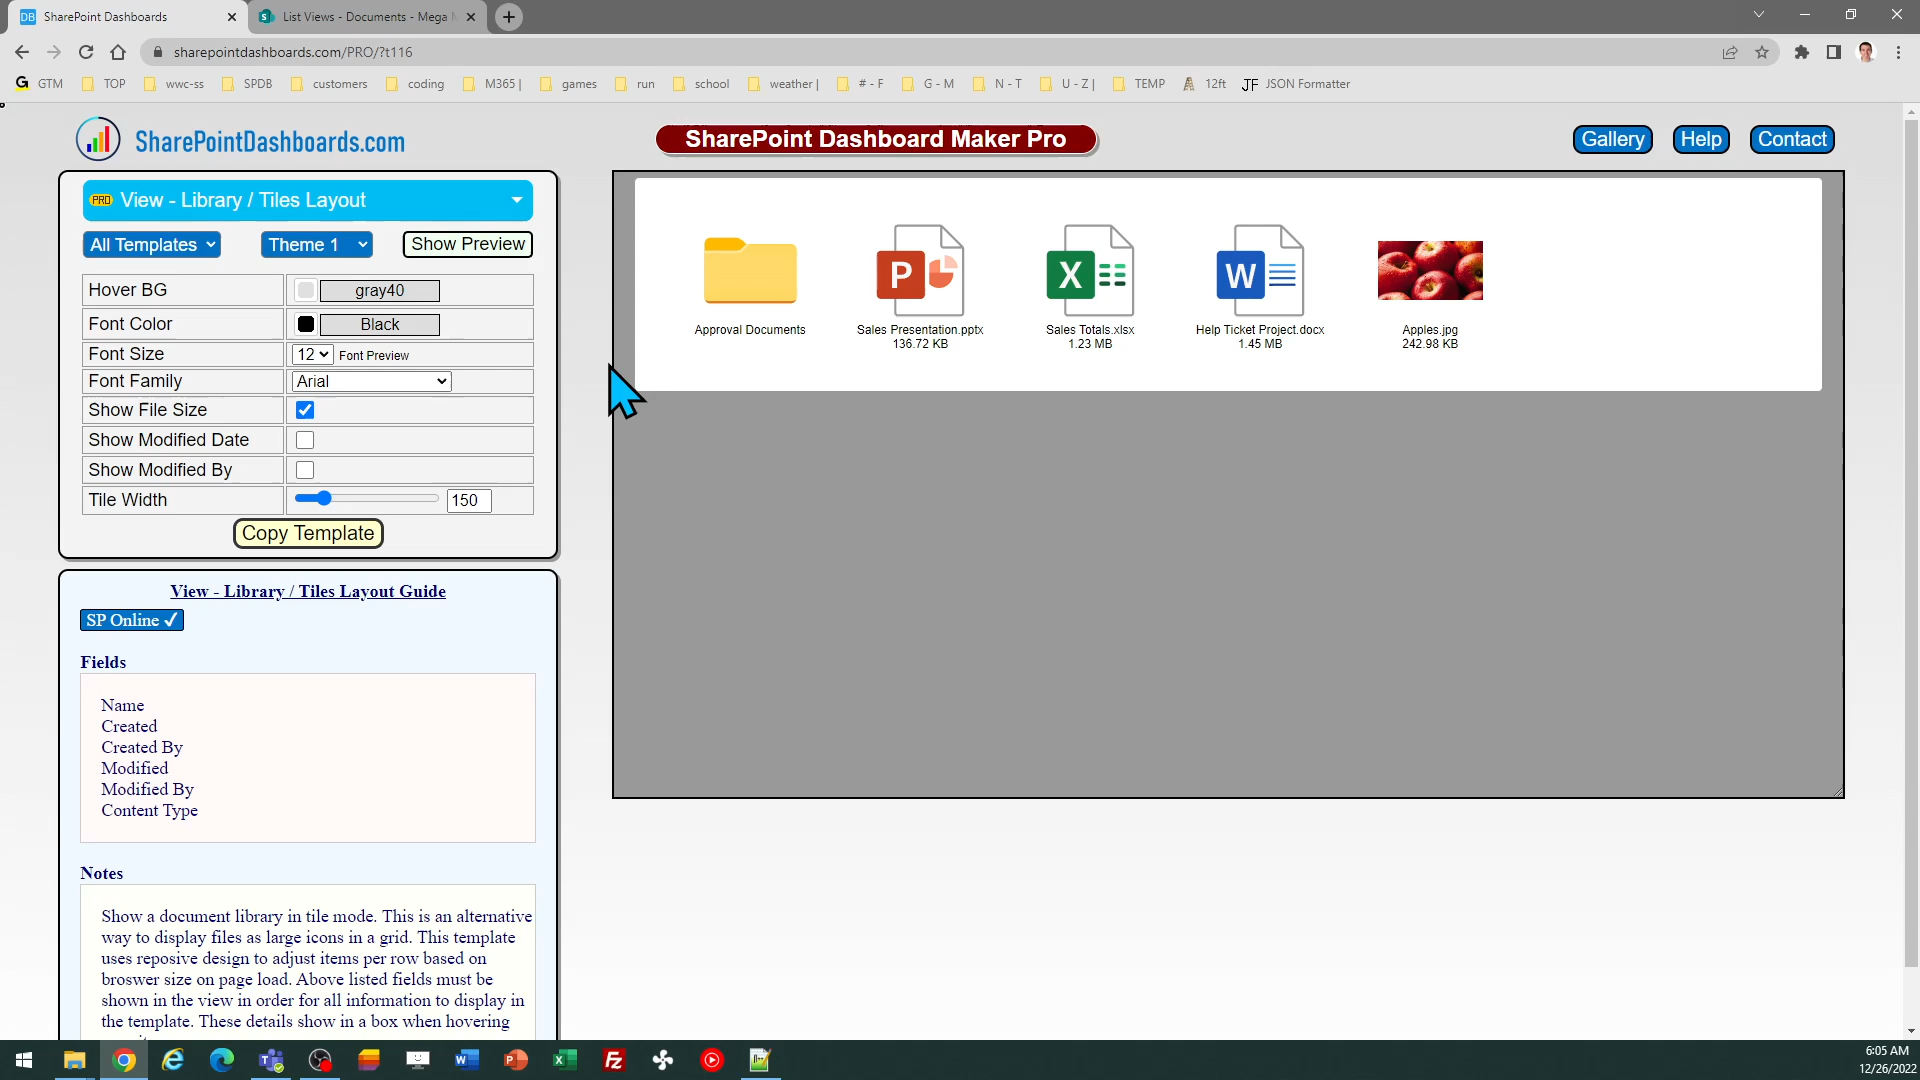 DB SharePoint Dashboards
S List Views - Documents - Mega
sharepointdashboards.com/PRO/?t116
G GTM TOP wwc-ss SPDB customers coding M365 | games run school weather | # - F G - M N - T U - Z | TEMP 12ft JF JSON Formatter
SharePointDashboards.com
SharePoint Dashboard Maker Pro
Gallery Help Contact
PRO View - Library / Tiles Layout
All Templates Theme 1 Show Preview
Hover BG gray40
Font Color Black
Font Size 12 Font Preview
Font Family Arial
Show File Size
Show Modified Date
Show Modified By
Tile Width 150
Copy Template
P X W
Approval Documents Sales Presentation.pptx Sales Totals.xlsx Help Ticket Project.docx Apples.jpg
136.72 KB 1.23 MB 1.45 MB 242.98 KB
View - Library / Tiles Layout Guide
SP Online ✓
Fields
Name
Created
Created By
Modified
Modified By
Content Type
Notes
Show a document library in tile mode. This is an alternative
way to display files as large icons in a grid. This template
uses reposive design to adjust items per row based on
broswer size on page load. Above listed fields must be
shown in the view in order for all information to display in
the template. These details show in a box when hovering
6:05 AM
12/26/2022